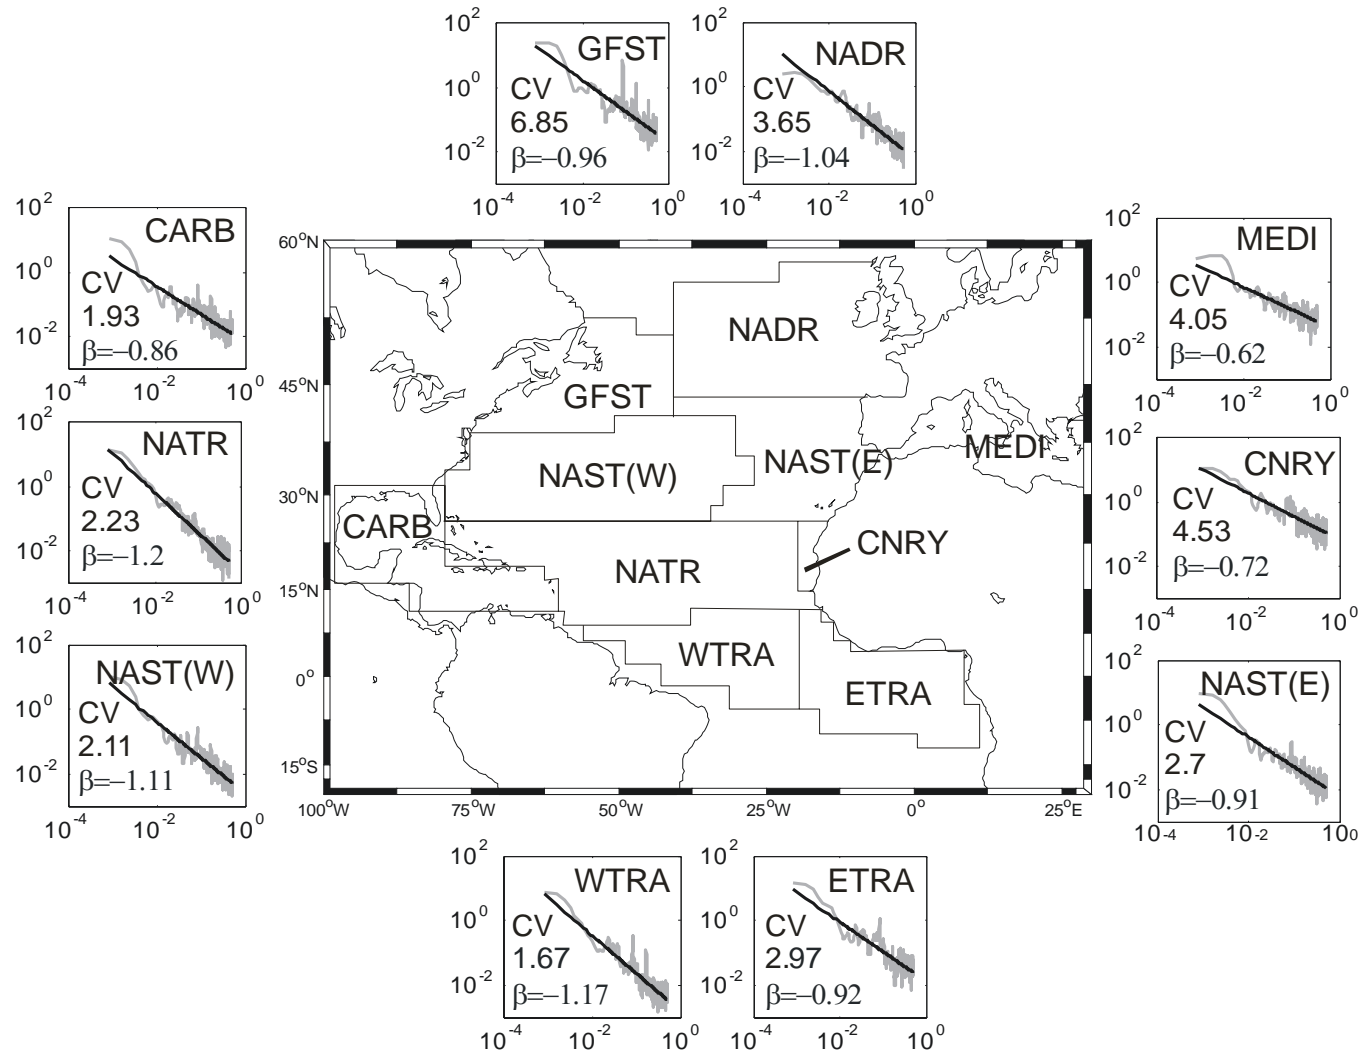 10^2
10^0
10^-2
10^-4 10^-2 10^0
GFST
CV
6.85
β=−0.96
10^2
10^0
10^-2
10^-4 10^-2 10^0
NADR
CV
3.65
β=−1.04
10^2
10^0
10^-2
10^-4 10^-2 10^0
CARB
CV
1.93
β=−0.86
10^2
10^0
10^-2
10^-4 10^-2 10^0
NATR
CV
2.23
β=−1.2
10^2
10^0
10^-2
10^-4 10^-2 10^0
NAST(W)
CV
2.11
β=−1.11
60°N
45°N
30°N
15°N
0°
15°S
100°W 75°W 50°W 25°W 0° 25°E
NADR
GFST
NAST(W)
NAST(E)
MEDI
CARB
CNRY
NATR
WTRA
ETRA
10^2
10^0
10^-2
10^-4 10^-2 10^0
MEDI
CV
4.05
β=−0.62
10^2
10^0
10^-2
10^-4 10^-2 10^0
CNRY
CV
4.53
β=−0.72
10^2
10^0
10^-2
10^-4 10^-2 10^0
NAST(E)
CV
2.7
β=−0.91
10^2
10^0
10^-2
10^-4 10^-2 10^0
WTRA
CV
1.67
β=−1.17
10^2
10^0
10^-2
10^-4 10^-2 10^0
ETRA
CV
2.97
β=−0.92